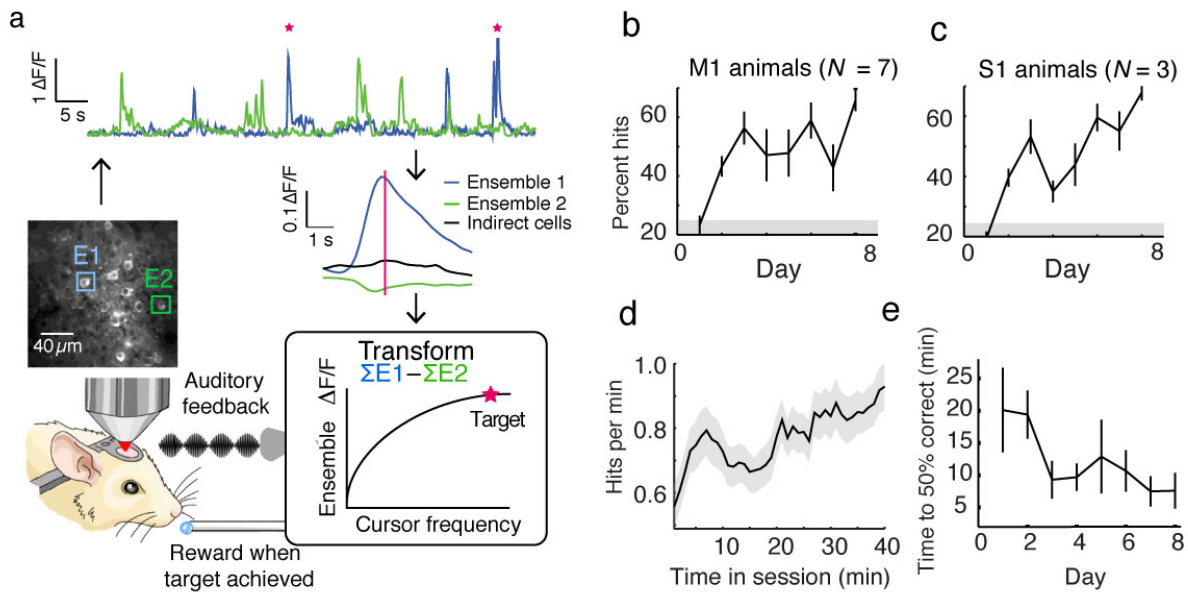 a
1 ΔF/F
5 s
0.1 ΔF/F
1 s
Ensemble 1
Ensemble 2
Indirect cells
E1
E2
40 μm
Auditory
feedback
Reward when
target achieved
Transform
ΣE1–ΣE2
Ensemble ΔF/F
Target
Cursor frequency
b
M1 animals (N = 7)
Percent hits
60
40
20
0
8
Day
c
S1 animals (N = 3)
60
40
20
0
8
Day
d
Hits per min
1.0
0.8
0.6
10
20
30
40
Time in session (min)
e
Time to 50% correct (min)
25
20
15
10
5
0
2
4
6
8
Day